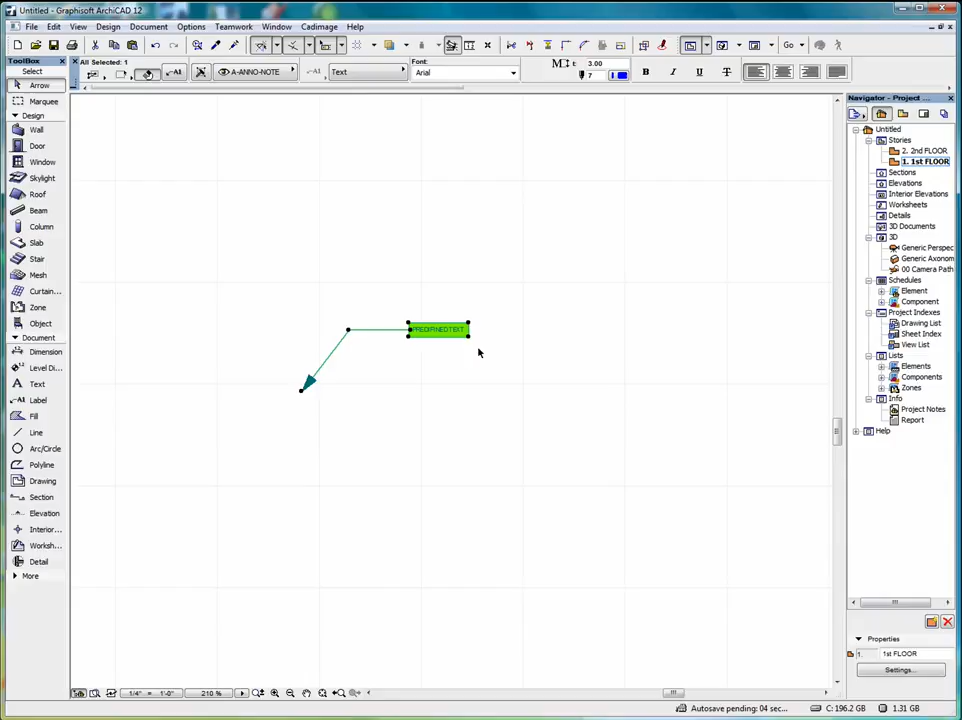 Untitled - Graphisoft ArchiCAD 12
File Edit View Design Document Options Teamwork Window Cadimage Help
Go
ToolBox
Select
Arrow
Marquee
Design
Wall
Door
Window
Skylight
Roof
Beam
Column
Slab
Stair
Mesh
Curtain...
Zone
Object
Document
Dimension
Level Di...
Text
Label
Fill
Line
Arc/Circle
Polyline
Drawing
Section
Elevation
Interior...
Worksh...
Detail
More
All Selected: 1
A1
A-ANNO-NOTE
A1
Text
Font:
Arial
t:
3.00
7
B I U T
PREDIFINEDTEXT
Navigator - Project ...
Untitled
Stories
2. 2nd FLOOR
1. 1st FLOOR
Sections
Elevations
Interior Elevations
Worksheets
Details
3D Documents
3D
Generic Perspec
Generic Axonom
00 Camera Path
Schedules
Element
Component
Project Indexes
Drawing List
Sheet Index
View List
Lists
Elements
Components
Zones
Info
Project Notes
Report
Help
Properties
1. 1st FLOOR
Settings...
1/4" = 1'-0"
210 %
Autosave pending: 04 sec...
C: 196.2 GB
1.31 GB